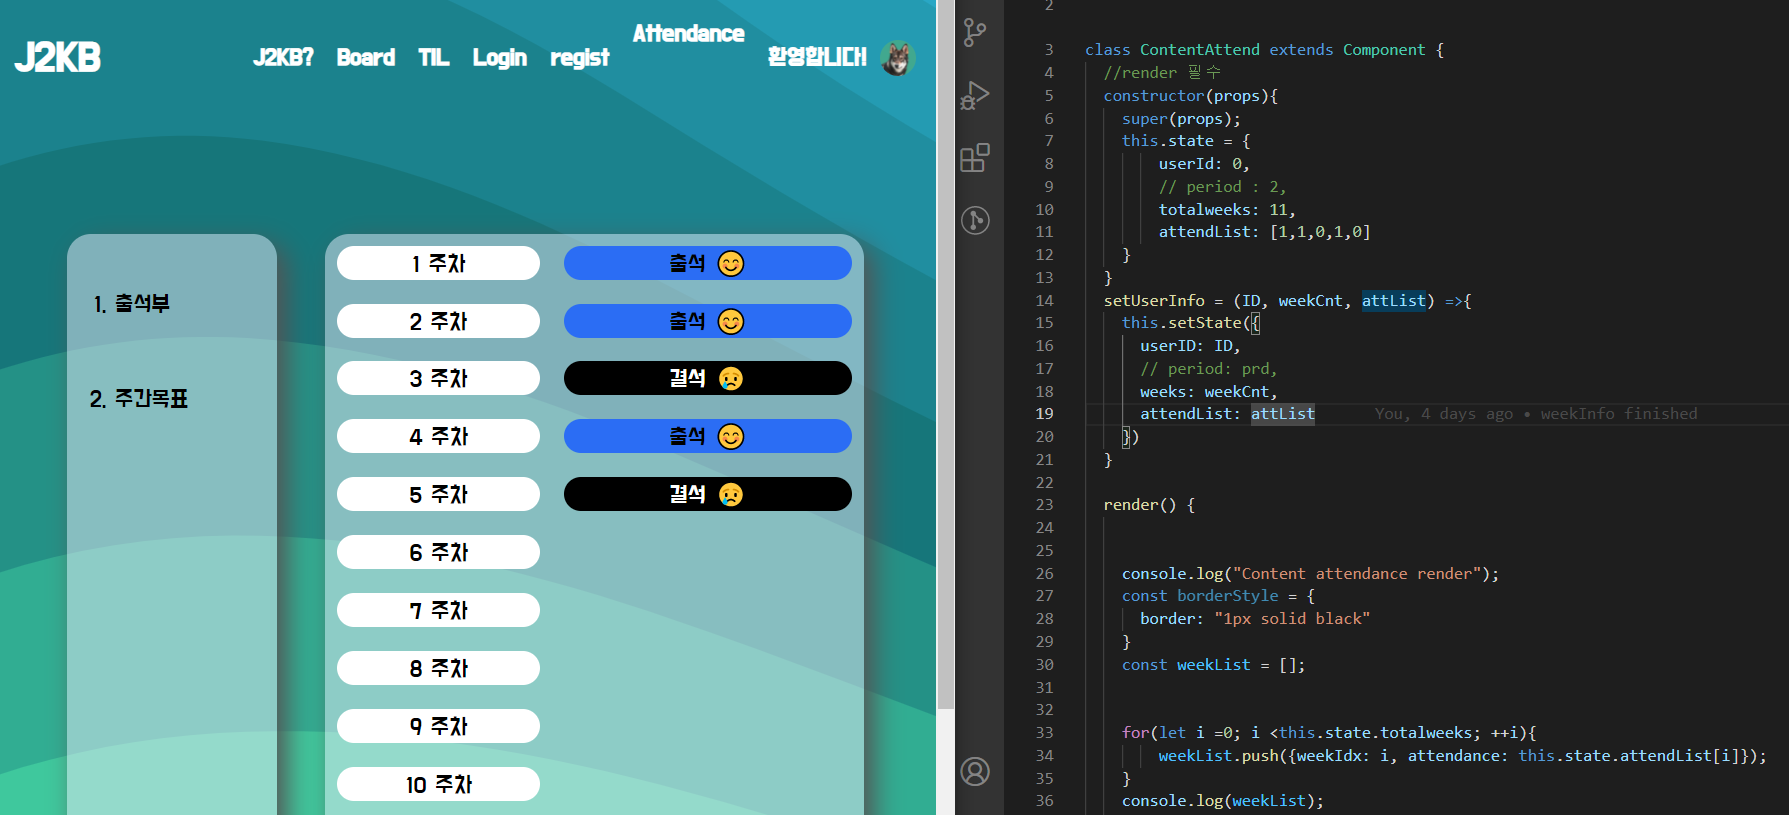 J2KB
J2KB? Board TIL Login regist Attendance 환영합니다!
1. 출석부
2. 주간목표
1 주차 출석 😊
2 주차 출석 😊
3 주차 결석 😢
4 주차 출석 😊
5 주차 결석 😢
6 주차
7 주차
8 주차
9 주차
10 주차
2
3 class ContentAttend extends Component {
4 //render 필수
5 constructor(props){
6 super(props);
7 this.state = {
8 userId: 0,
9 // period : 2,
10 totalweeks: 11,
11 attendList: [1,1,0,1,0]
12 }
13 }
14 setUserInfo = (ID, weekCnt, attList) =>{
15 this.setState({
16 userID: ID,
17 // period: prd,
18 weeks: weekCnt,
19 attendList: attList You, 4 days ago • weekInfo finished
20 })
21 }
22
23 render() {
24
25
26 console.log("Content attendance render");
27 const borderStyle = {
28 border: "1px solid black"
29 }
30 const weekList = [];
31
32
33 for(let i =0; i <this.state.totalweeks; ++i){
34 weekList.push({weekIdx: i, attendance: this.state.attendList[i]});
35 }
36 console.log(weekList);